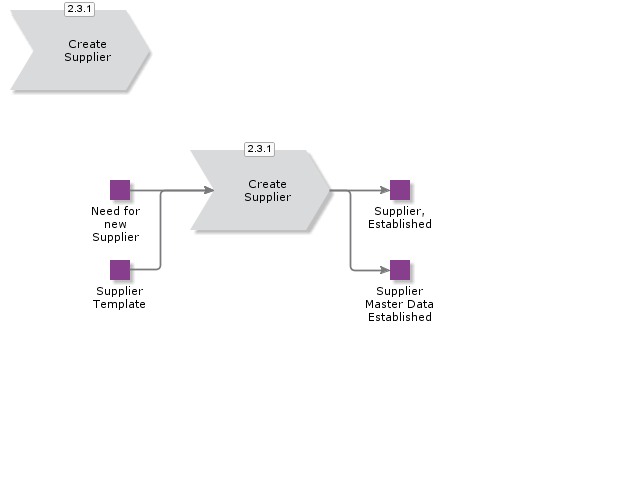 2.3.1
Create
Supplier
2.3.1
Create
Supplier
Need for
new
Supplier
Supplier,
Established
Supplier
Template
Supplier
Master Data
Established